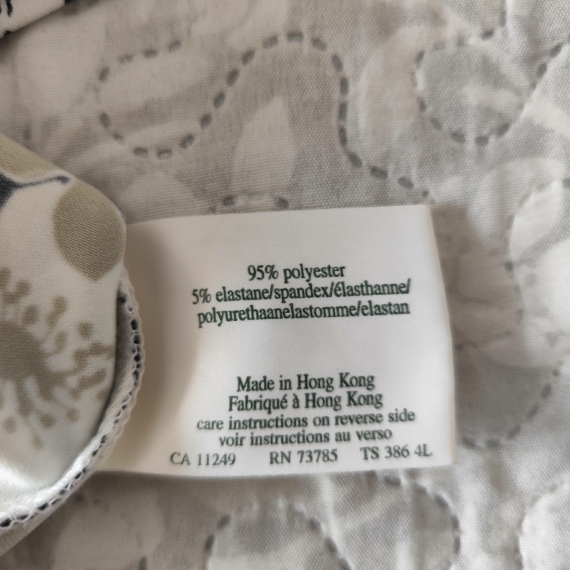 95% polyester
5% elastane/spandex/élasthanne/
polyurethaanelastomme/elastan
Made in Hong Kong
Fabriqué à Hong Kong
care instructions on reverse side
voir instructions au verso
CA 11249 RN 73785 TS 386 4L